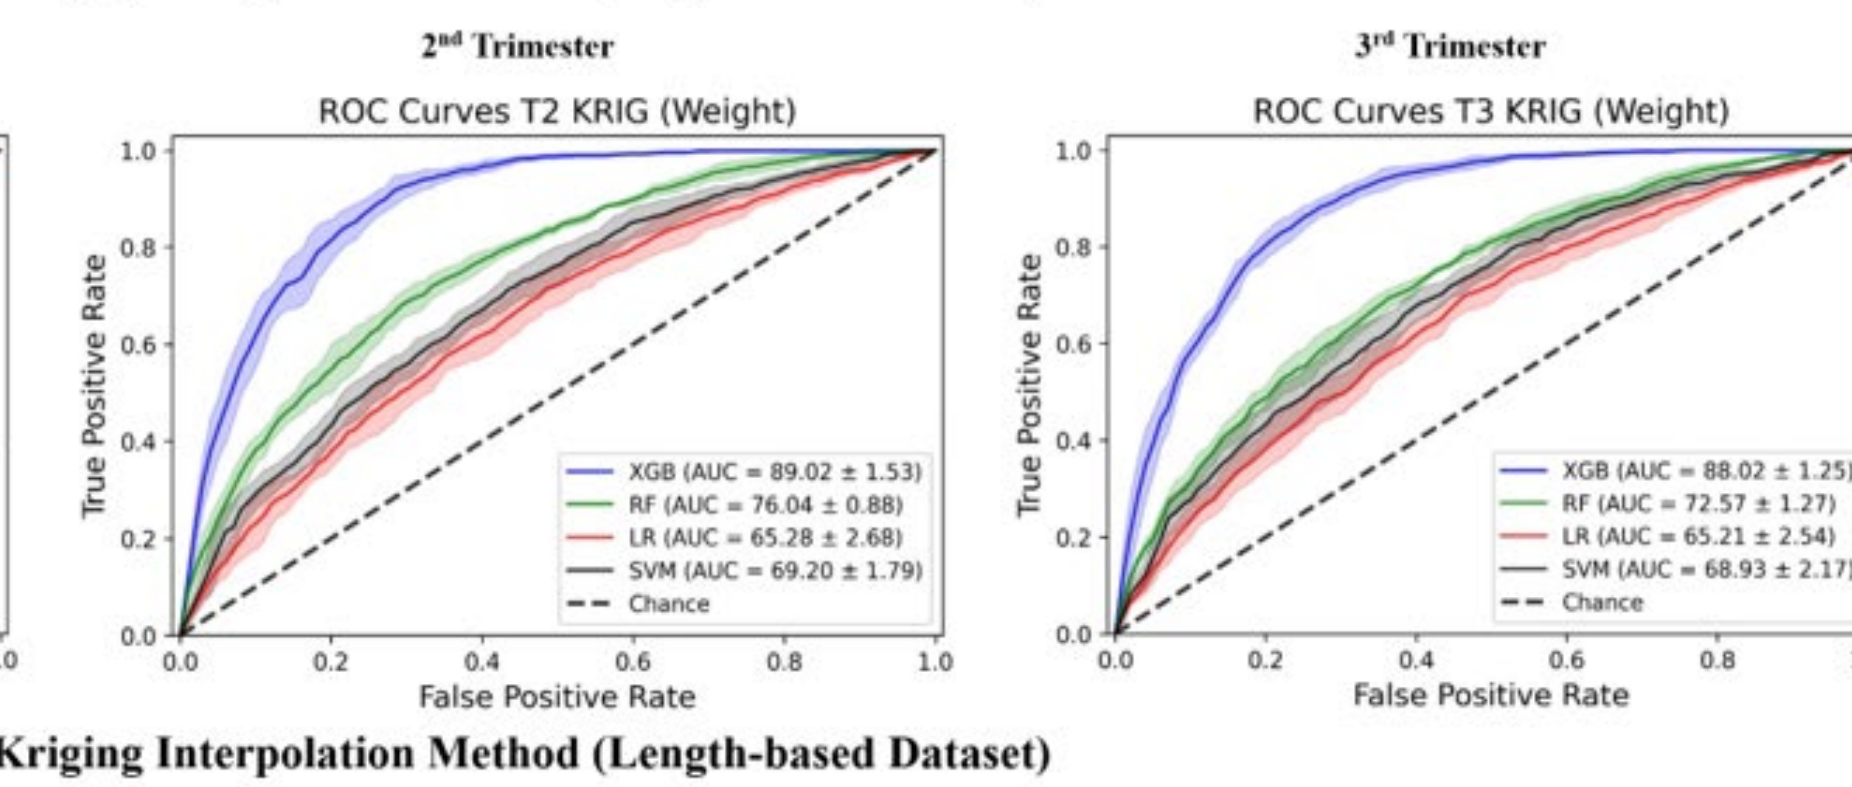 2nd Trimester
3rd Trimester
ROC Curves T2 KRIG (Weight)
1.0
0.8
0.6
0.4
0.2
0.0
True Positive Rate
XGB (AUC = 89.02 ± 1.53)
RF (AUC = 76.04 ± 0.88)
LR (AUC = 65.28 ± 2.68)
SVM (AUC = 69.20 ± 1.79)
Chance
.0
0.0 0.2 0.4 0.6 0.8 1.0
False Positive Rate
ROC Curves T3 KRIG (Weight)
1.0
0.8
0.6
0.4
0.2
0.0
True Positive Rate
XGB (AUC = 88.02 ± 1.25)
RF (AUC = 72.57 ± 1.27)
LR (AUC = 65.21 ± 2.54)
SVM (AUC = 68.93 ± 2.17)
Chance
0.0 0.2 0.4 0.6 0.8
False Positive Rate
Kriging Interpolation Method (Length-based Dataset)